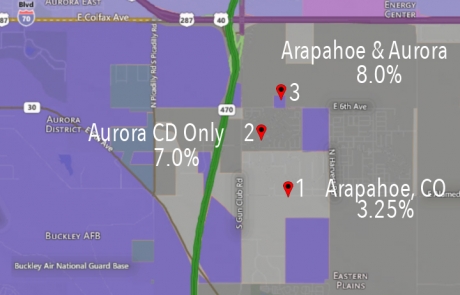 Blvd
AURORA EAST
70
E Colfax Ave
287
40
287
40
ENERGY
CENTER
N Picadilly Rd
S Picadilly Rd
Arapahoe & Aurora
8.0%
3
30
470
E 6th Ave
AURORA
DISTRICT
Aurora CD Only
7.0%
2
1
Arapahoe, CO
3.25%
S Gun Club Rd
BUCKLEY AFB
Buckley Air National Guard Base
EASTERN
PLAINS